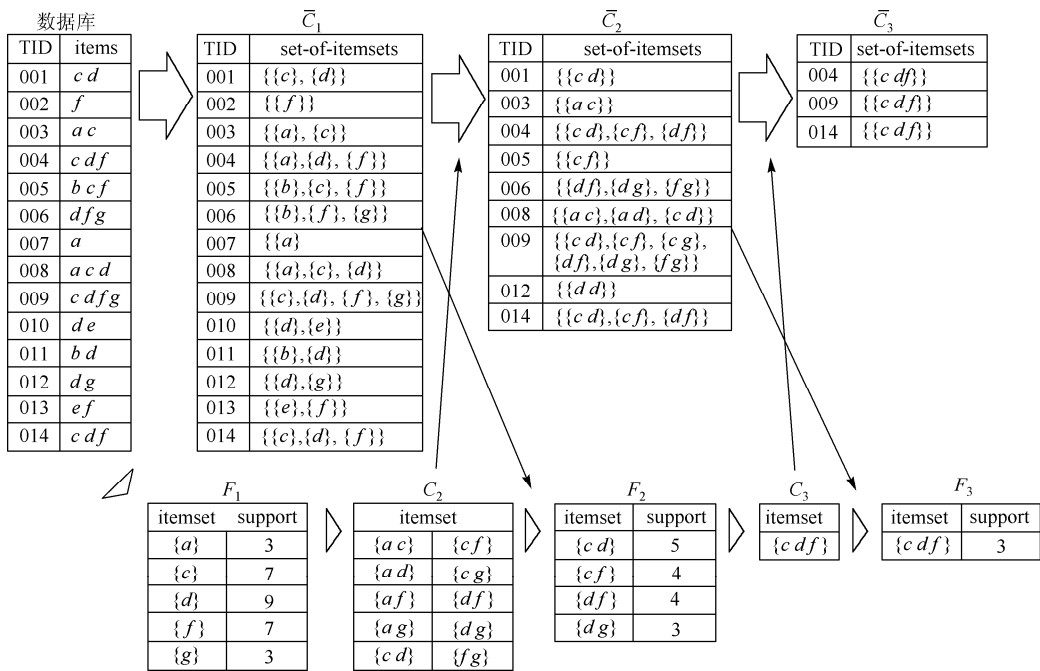 数据库
TID items
001 c d
002 f
003 a c
004 c d f
005 b c f
006 d f g
007 a
008 a c d
009 c d f g
010 d e
011 b d
012 d g
013 e f
014 c d f
C̅1
TID set-of-itemsets
001 {{c}, {d}}
002 {{f}}
003 {{a}, {c}}
004 {{a},{d}, {f}}
005 {{b},{c}, {f}}
006 {{b},{f}, {g}}
007 {{a}
008 {{a},{c}, {d}}
009 {{c},{d}, {f}, {g}}
010 {{d},{e}}
011 {{b},{d}}
012 {{d},{g}}
013 {{e},{f}}
014 {{c},{d}, {f}}
C̅2
TID set-of-itemsets
001 {{c d}}
003 {{a c}}
004 {{c d},{c f}, {d f}}
005 {{c f}}
006 {{d f},{d g}, {f g}}
008 {{a c},{a d}, {c d}}
009 {{c d},{c f}, {c g},
{d f},{d g}, {f g}}
012 {{d d}}
014 {{c d},{c f}, {d f}}
C̅3
TID set-of-itemsets
004 {{c d f}}
009 {{c d f}}
014 {{c d f}}
F1
itemset support
{a} 3
{c} 7
{d} 9
{f} 7
{g} 3
C2
itemset
{a c} {c f}
{a d} {c g}
{a f} {d f}
{a g} {d g}
{c d} {f g}
F2
itemset support
{c d} 5
{c f} 4
{d f} 4
{d g} 3
C3
itemset
{c d f}
F3
itemset support
{c d f} 3